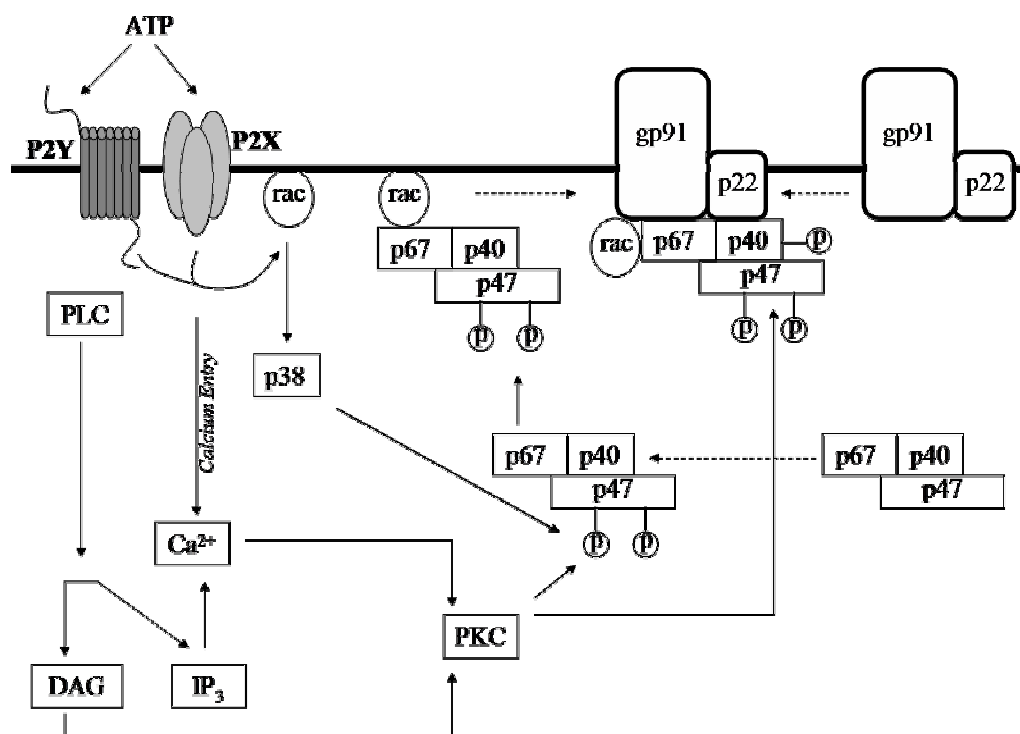 ATP
P2Y
P2X
gp91
gp91
p22
p22
rac
rac
rac
p67
p40
p67
p40
p
p47
p47
PLC
p
p
p
p
p38
Calcium Entry
p67
p40
p67
p40
p47
p47
Ca²⁺
p
p
PKC
DAG
IP₃